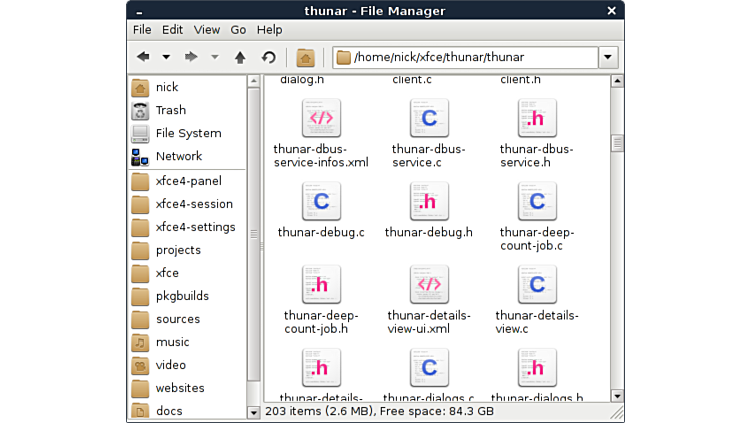 thunar - File Manager
File Edit View Go Help
/home/nick/xfce/thunar/thunar
nick
Trash
File System
Network
xfce4-panel
xfce4-session
xfce4-settings
projects
xfce
pkgbuilds
sources
music
video
websites
docs
dialog.h
client.c
client.h
</>
C
.h
thunar-dbus-
service-infos.xml
thunar-dbus-
service.c
thunar-dbus-
service.h
C
.h
C
thunar-debug.c
thunar-debug.h
thunar-deep-
count-job.c
.h
</>
C
thunar-deep-
count-job.h
thunar-details-
view-ui.xml
thunar-details-
view.c
.h
C
.h
thunar-details-
thunar-dialogs.c
thunar-dialogs.h
203 items (2.6 MB), Free space: 84.3 GB